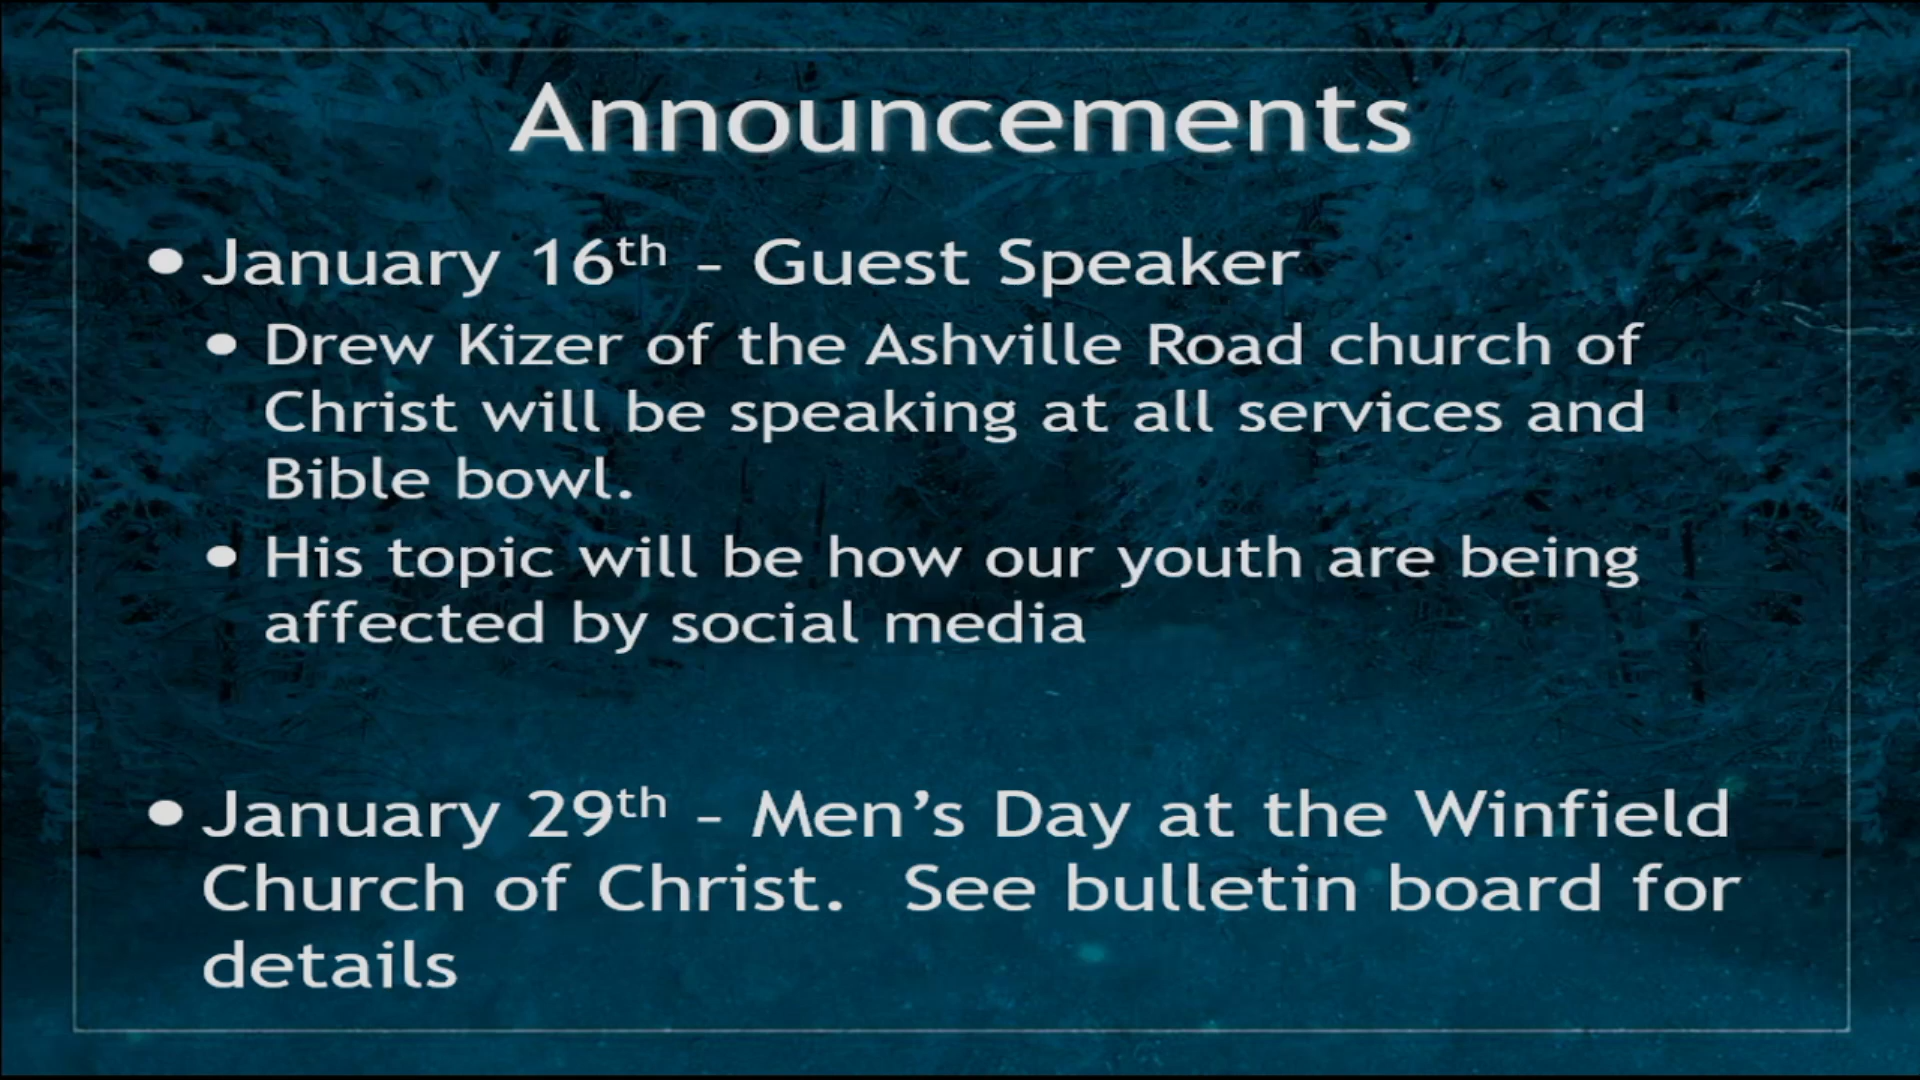 Announcements
• January 16th - Guest Speaker
• Drew Kizer of the Ashville Road church of
Christ will be speaking at all services and
Bible bowl.
• His topic will be how our youth are being
affected by social media
• January 29th - Men’s Day at the Winfield
Church of Christ.  See bulletin board for
details